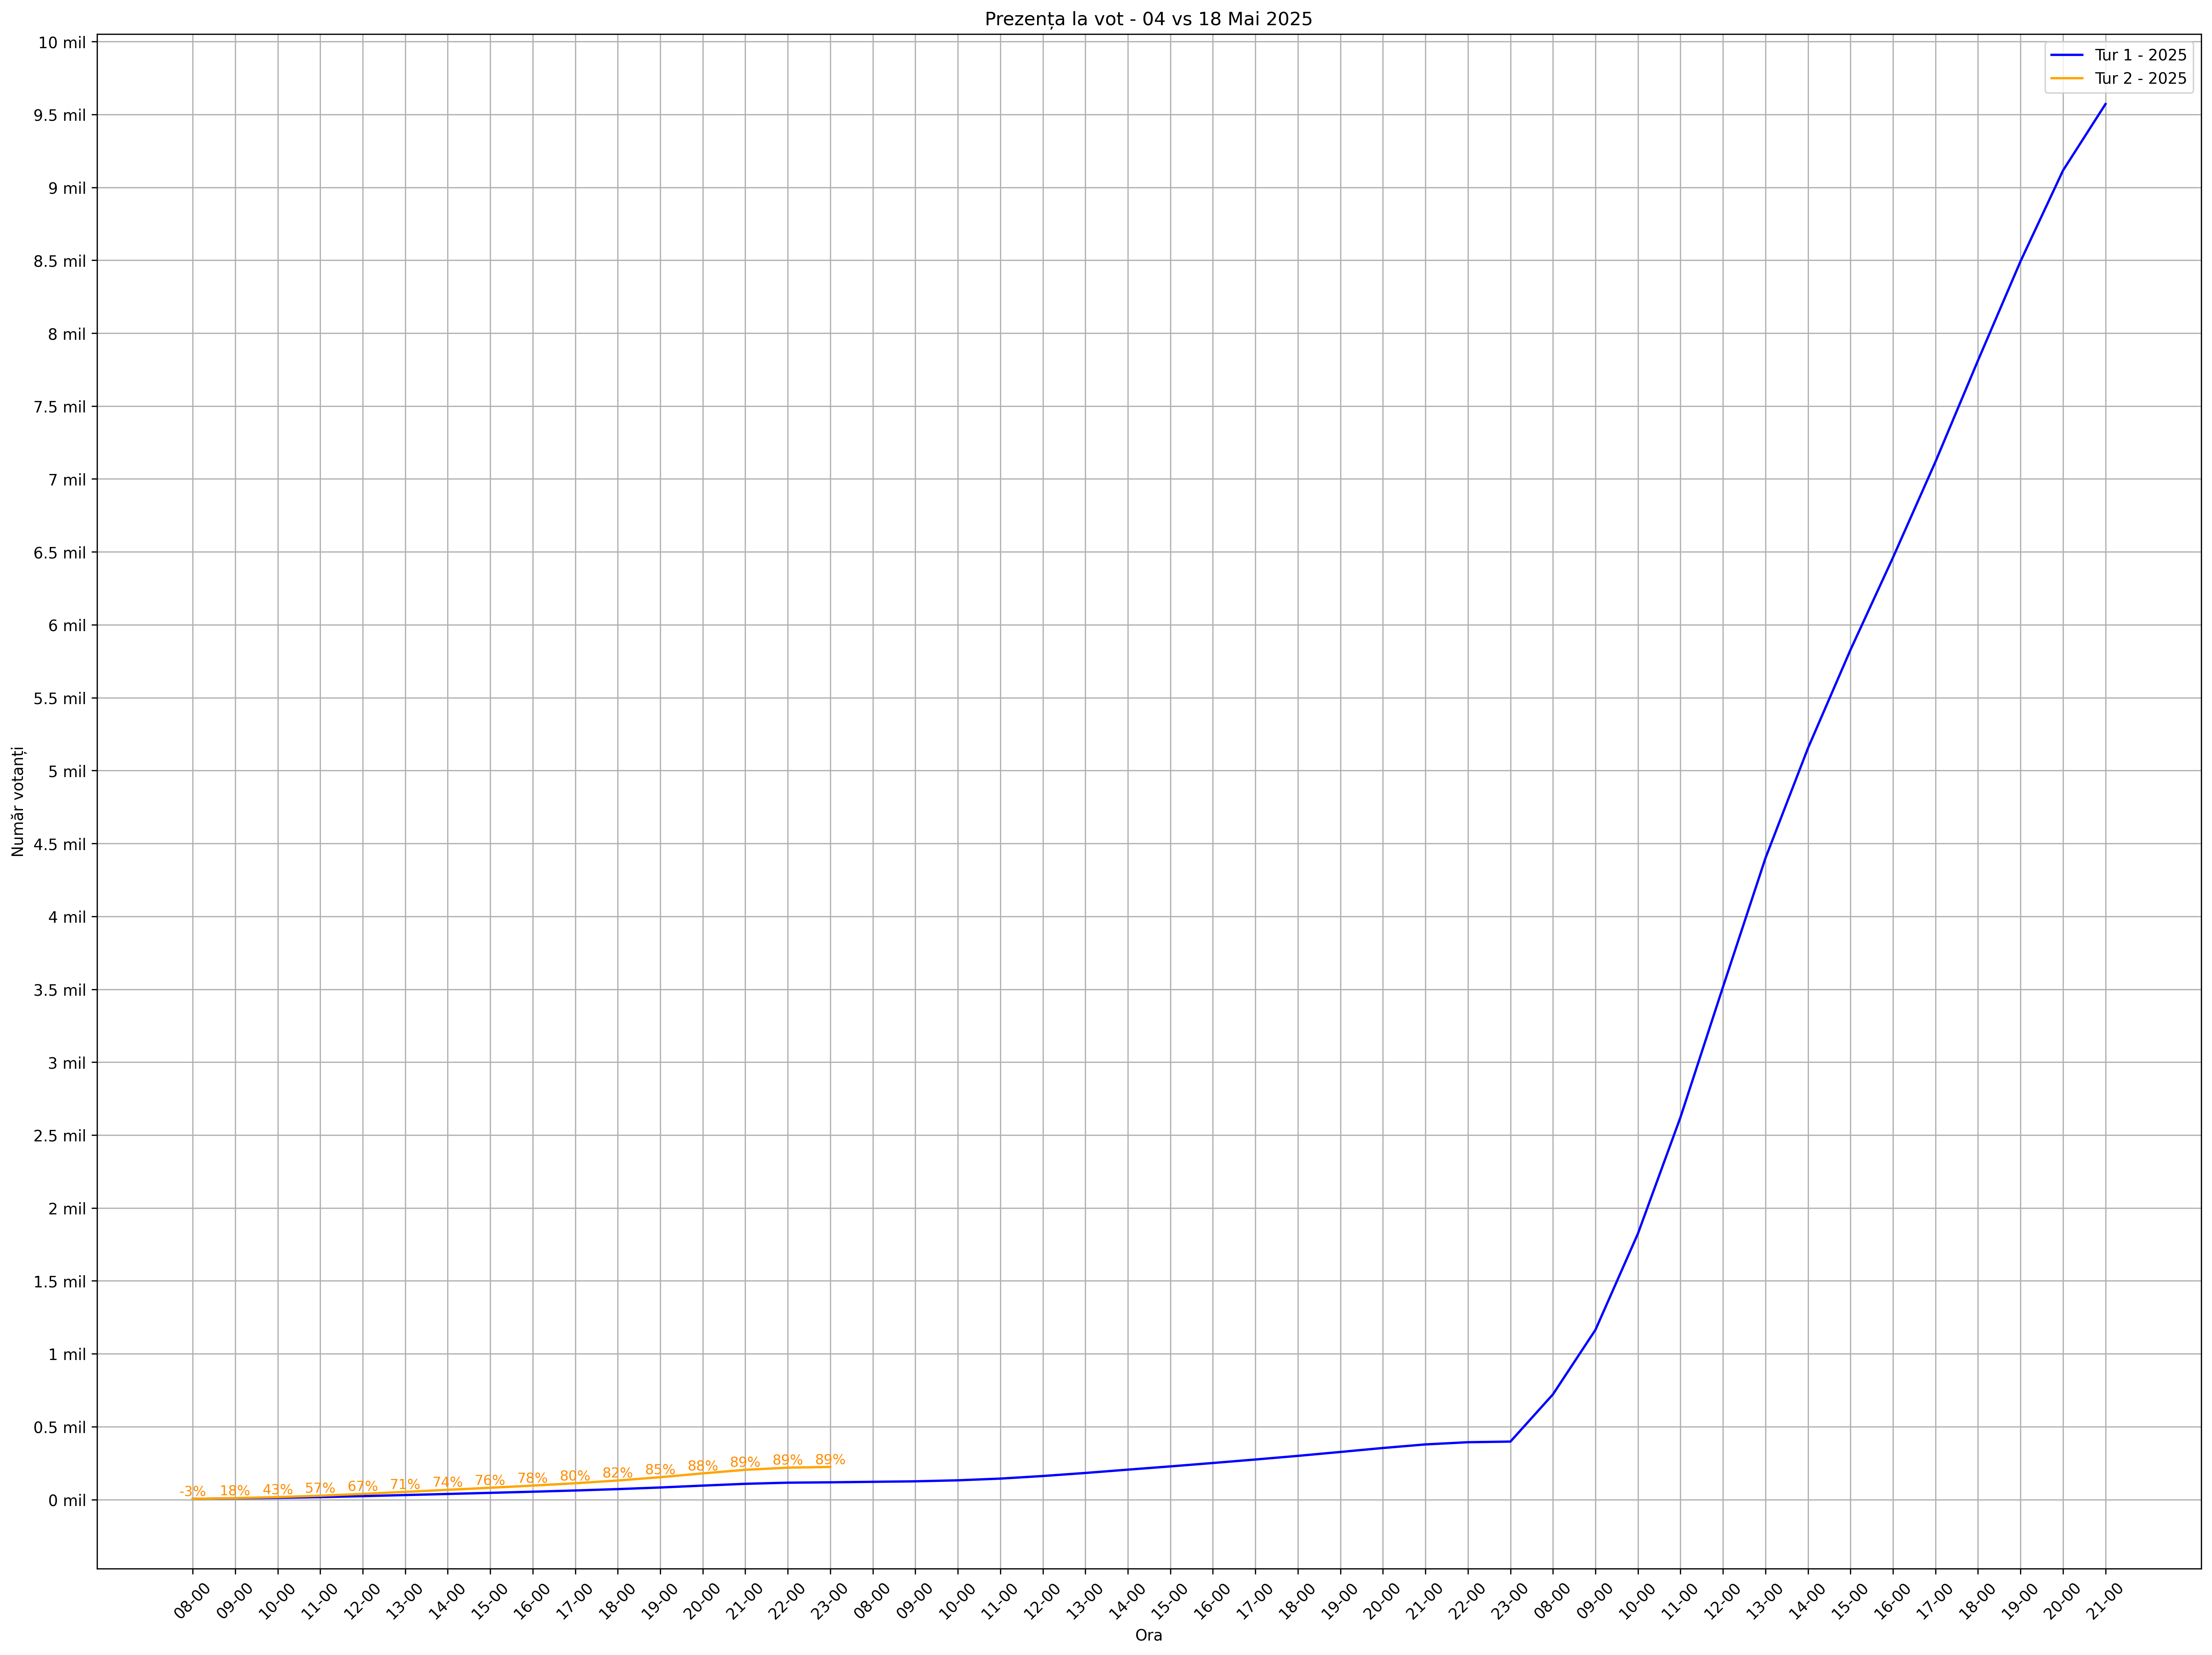 Prezența la vot - 04 vs 18 Mai 2025
Tur 1 - 2025
Tur 2 - 2025
Număr votanți
10 mil
9.5 mil
9 mil
8.5 mil
8 mil
7.5 mil
7 mil
6.5 mil
6 mil
5.5 mil
5 mil
4.5 mil
4 mil
3.5 mil
3 mil
2.5 mil
2 mil
1.5 mil
1 mil
0.5 mil
0 mil
-3% 18% 43% 57% 67% 71% 74% 76% 78% 80% 82% 85% 88% 89% 89% 89%
08-00 09-00 10-00 11-00 12-00 13-00 14-00 15-00 16-00 17-00 18-00 19-00 20-00 21-00 22-00 23-00 08-00 09-00 10-00 11-00 12-00 13-00 14-00 15-00 16-00 17-00 18-00 19-00 20-00 21-00 22-00 23-00 08-00 09-00 10-00 11-00 12-00 13-00 14-00 15-00 16-00 17-00 18-00 19-00 20-00 21-00
Ora